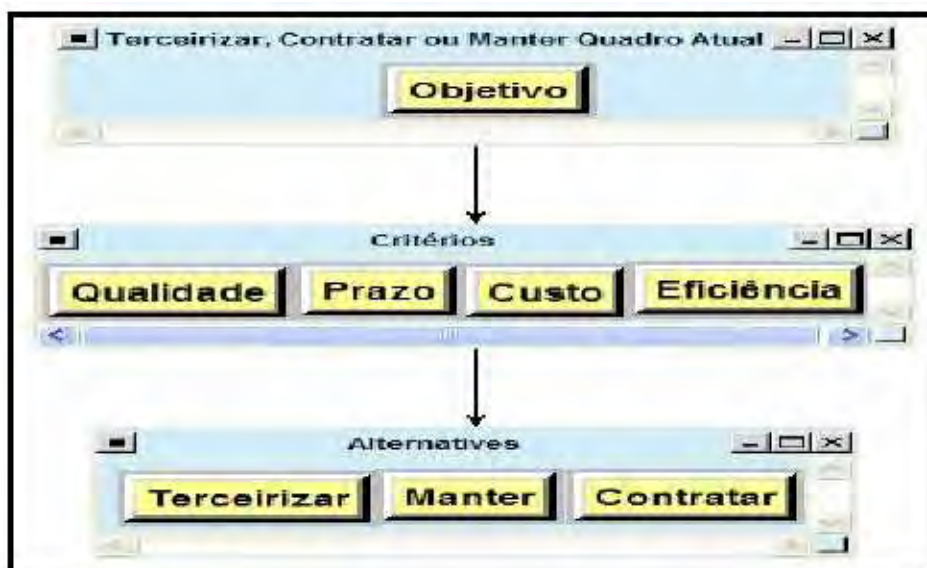 Terceirizar, Contratar ou Manter Quadro Atual
Objetivo
Critérios
Qualidade Prazo Custo Eficiência
Alternatives
Terceirizar Manter Contratar